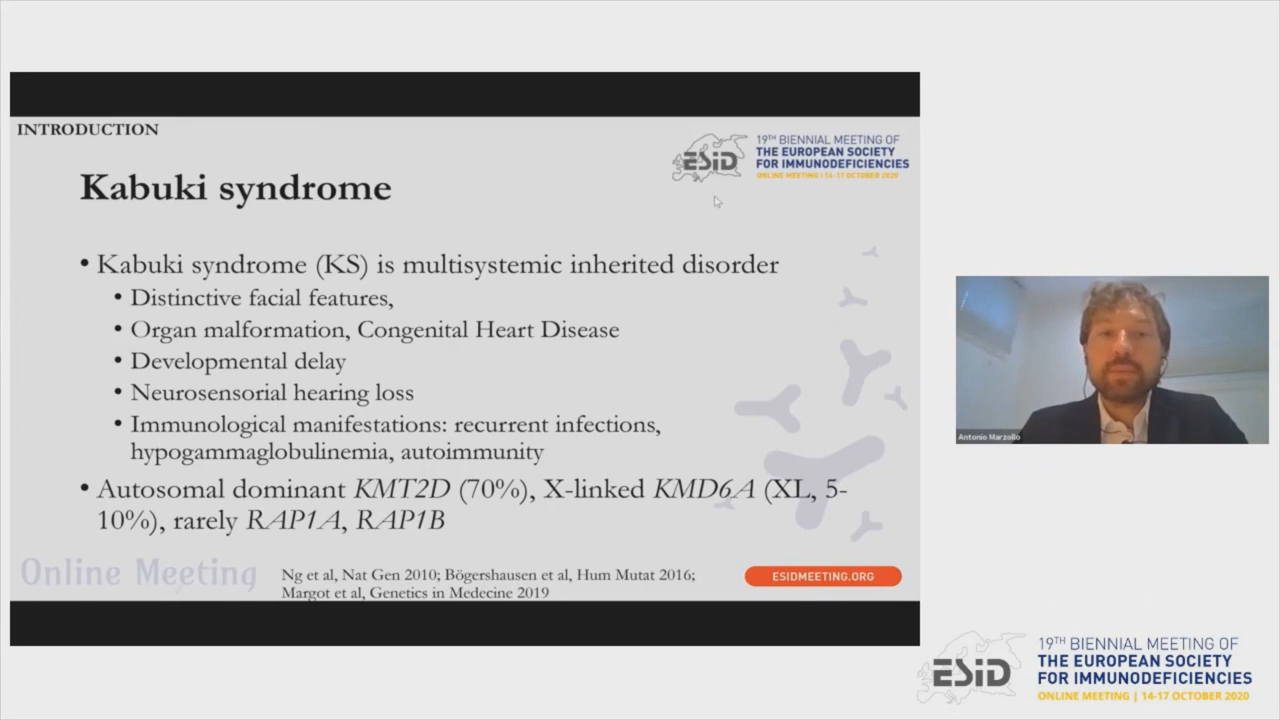 INTRODUCTION
19TH BIENNIAL MEETING OF
ESiD THE EUROPEAN SOCIETY
FOR IMMUNODEFICIENCIES
ONLINE MEETING | 14-17 OCTOBER 2020
Kabuki syndrome
• Kabuki syndrome (KS) is multisystemic inherited disorder
• Distinctive facial features,
• Organ malformation, Congenital Heart Disease
• Developmental delay
• Neurosensorial hearing loss
• Immunological manifestations: recurrent infections,
hypogammaglobulinemia, autoimmunity
• Autosomal dominant KMT2D (70%), X-linked KMD6A (XL, 5-
10%), rarely RAP1A, RAP1B
Online Meeting
Ng et al, Nat Gen 2010; Bögershausen et al, Hum Mutat 2016;
Margot et al, Genetics in Medecine 2019
ESIDMEETING.ORG
Antonio Marzollo
19TH BIENNIAL MEETING OF
ESiD THE EUROPEAN SOCIETY
FOR IMMUNODEFICIENCIES
ONLINE MEETING | 14-17 OCTOBER 2020